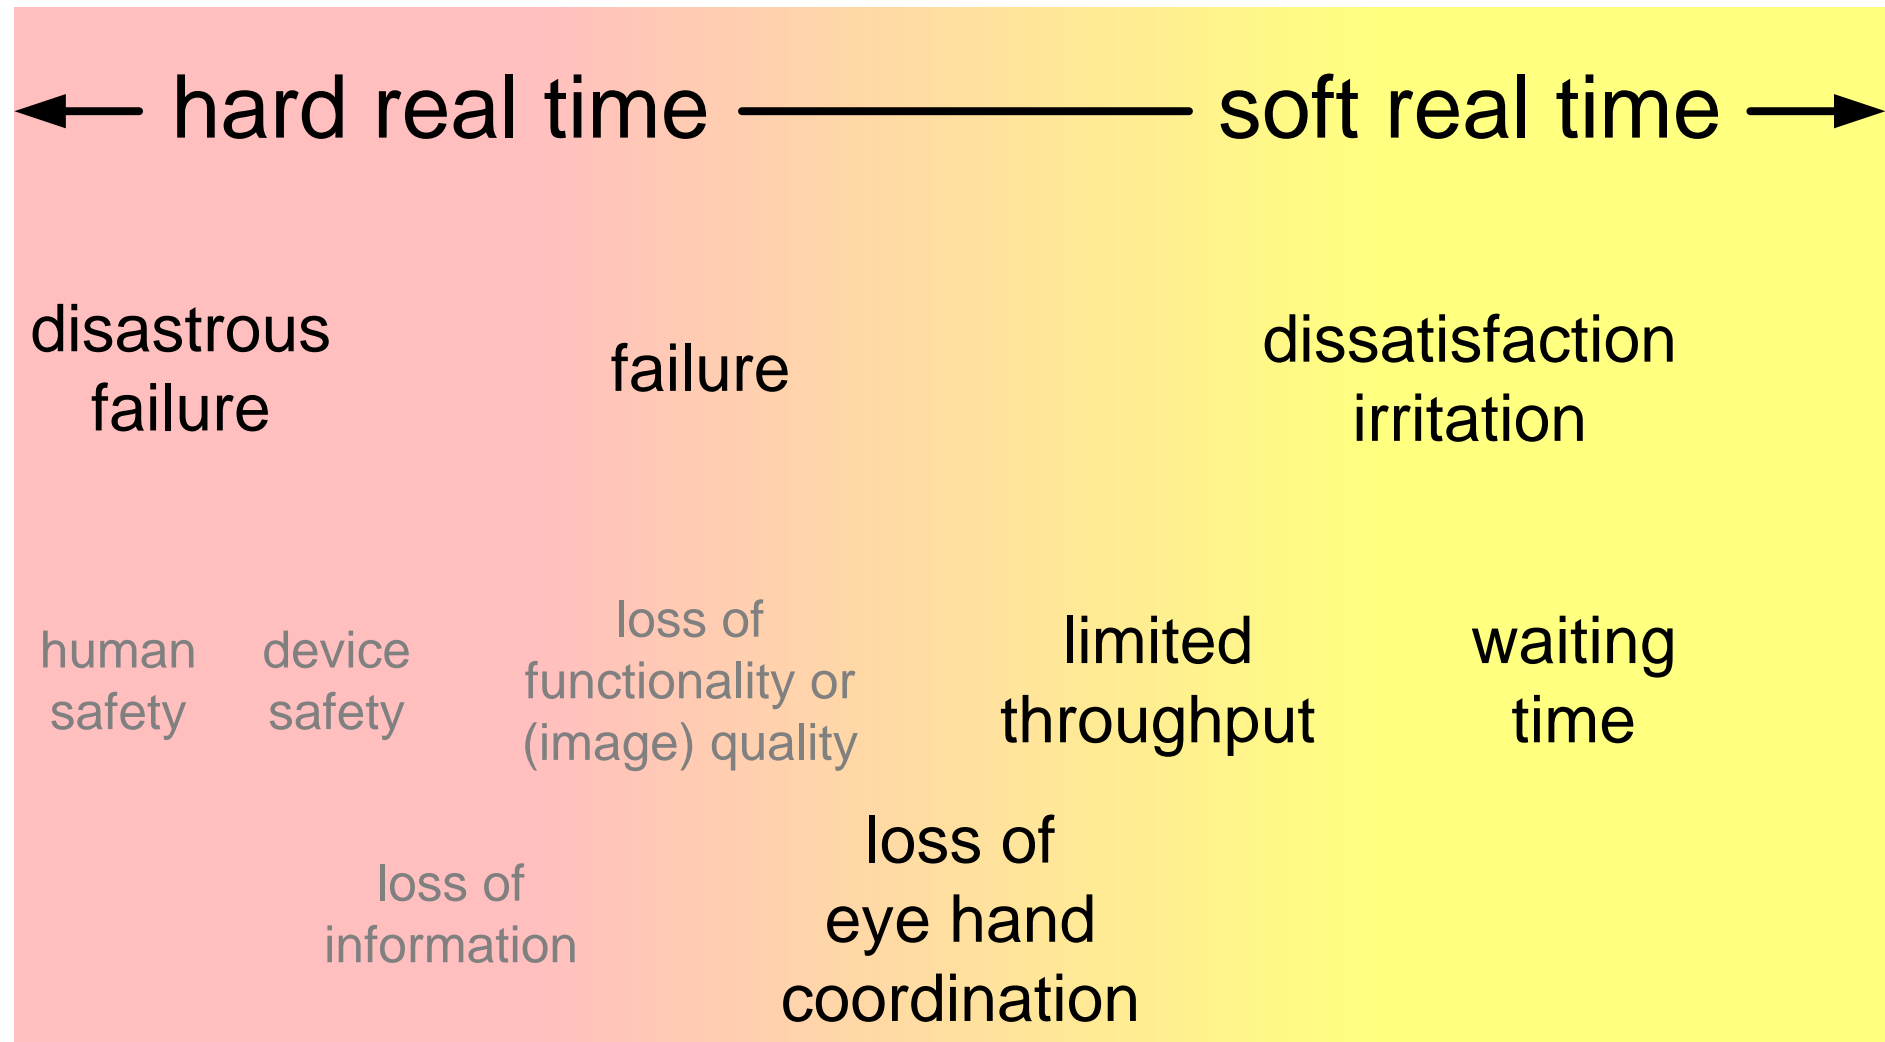 hard real time
soft real time
disastrous
failure
failure
dissatisfaction
irritation
human
safety
device
safety
loss of
functionality or
(image) quality
limited
throughput
waiting
time
loss of
information
loss of
eye hand
coordination